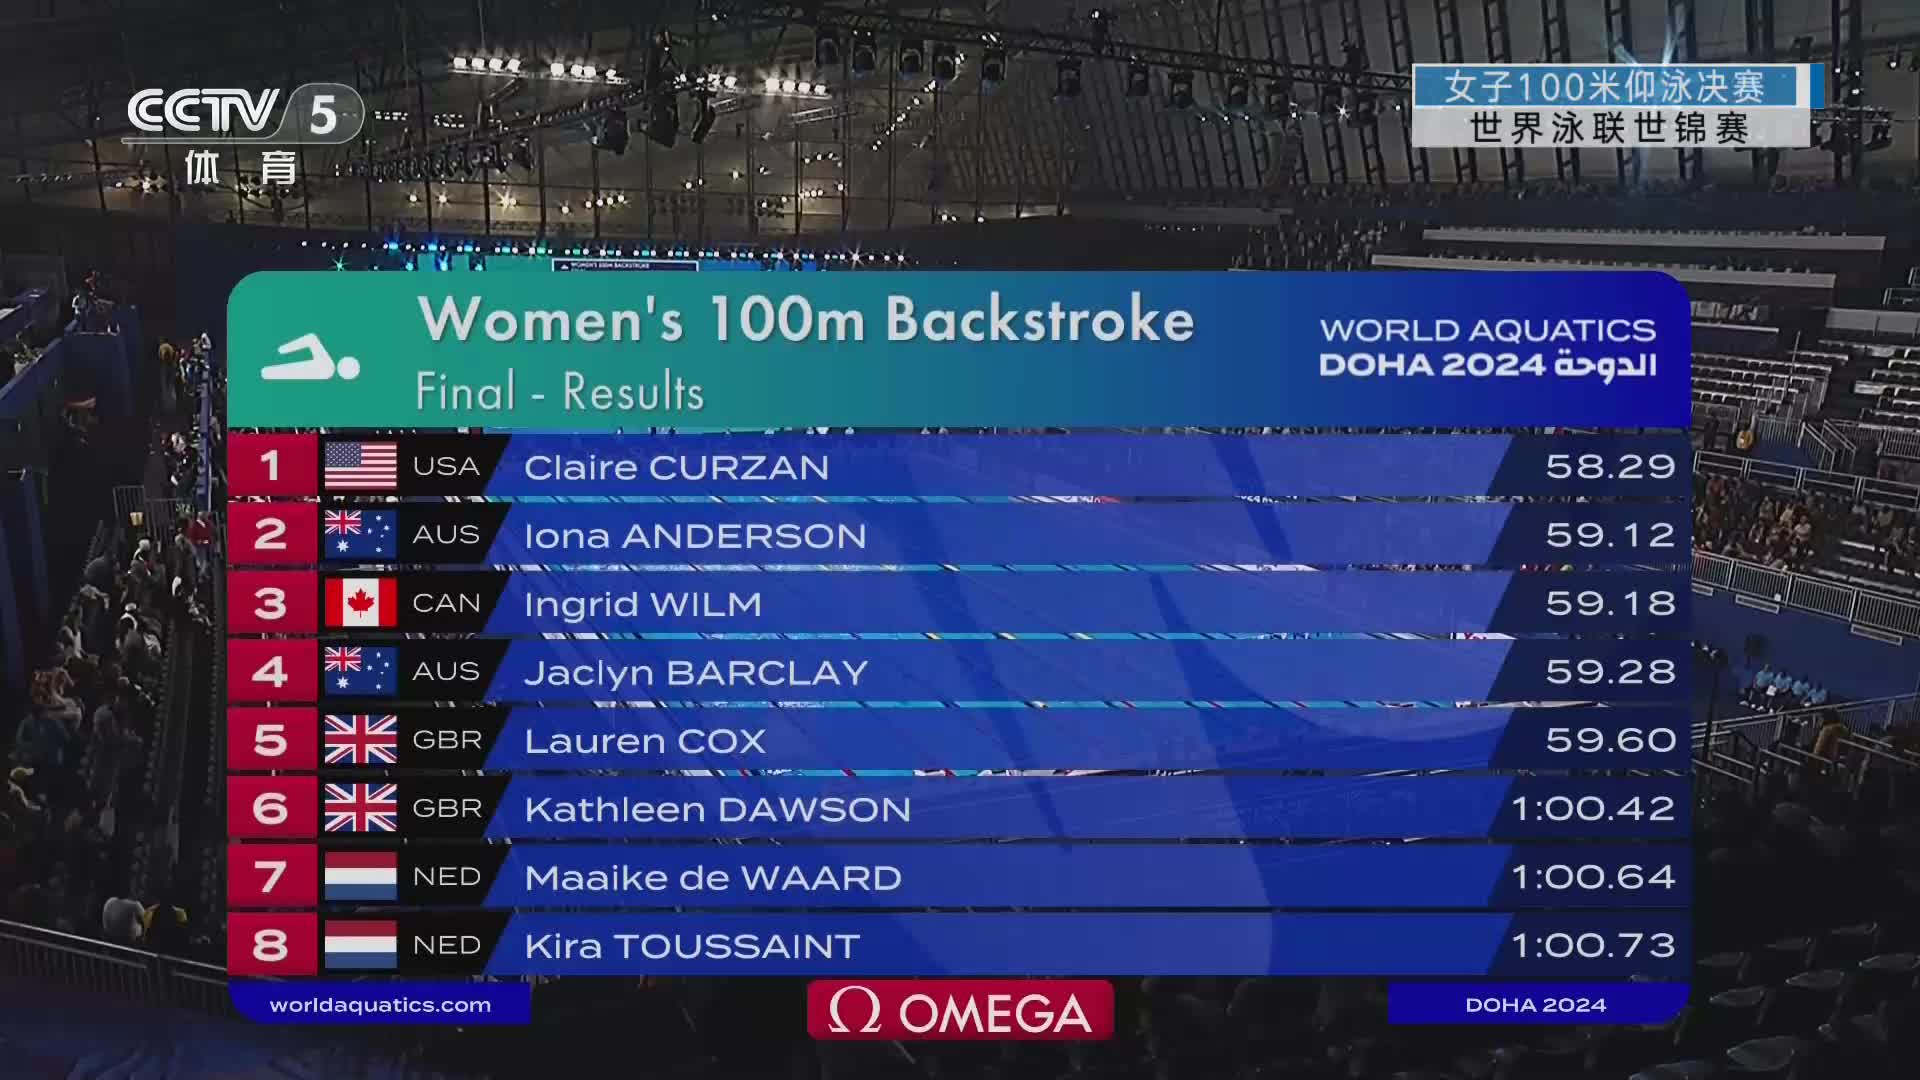 CCTV 5
体育
女子100米仰泳决赛
世界泳联世锦赛
WOMEN'S 100M BACKSTROKE
Women's 100m Backstroke
Final - Results
WORLD AQUATICS
DOHA 2024 الدوحة
1 USA Claire CURZAN 58.29
2 AUS Iona ANDERSON 59.12
3 CAN Ingrid WILM 59.18
4 AUS Jaclyn BARCLAY 59.28
5 GBR Lauren COX 59.60
6 GBR Kathleen DAWSON 1:00.42
7 NED Maaike de WAARD 1:00.64
8 NED Kira TOUSSAINT 1:00.73
worldaquatics.com
Ω OMEGA
DOHA 2024